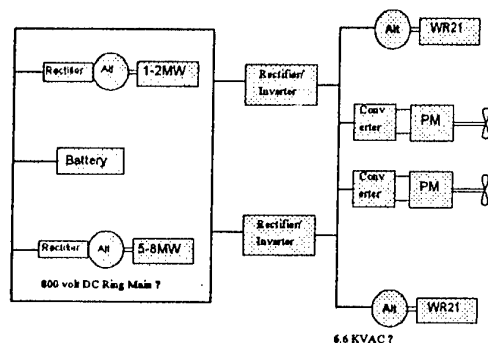 Alt
WR21
Rectifier
Alt
1-2MW
Rectifier/
Inverter
Conv
erter
PM
Battery
Conv
erter
PM
Rectifier/
Inverter
Rectifier
Alt
5-8MW
800 volt DC Ring Main ?
Alt
WR21
6.6 KVAC ?